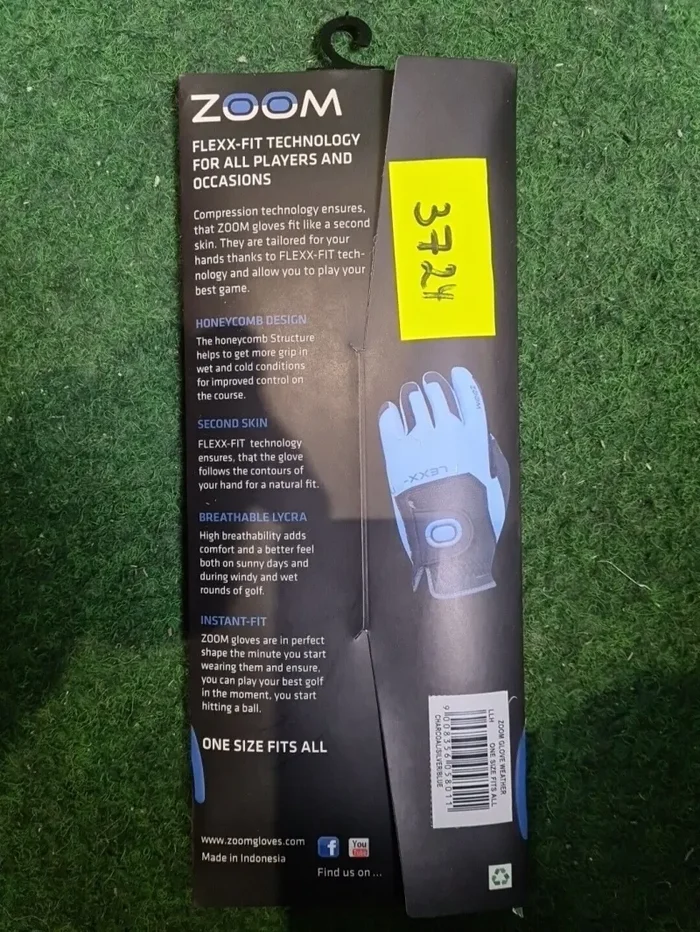 ZOOM
FLEXX-FIT TECHNOLOGY
FOR ALL PLAYERS AND
OCCASIONS
Compression technology ensures,
that ZOOM gloves fit like a second
skin. They are tailored for your
hands thanks to FLEXX-FIT tech-
nology and allow you to play your
best game.
HONEYCOMB DESIGN
The honeycomb Structure
helps to get more grip in
wet and cold conditions
for improved control on
the course.
SECOND SKIN
FLEXX-FIT technology
ensures, that the glove
follows the contours of
your hand for a natural fit.
BREATHABLE LYCRA
High breathability adds
comfort and a better feel
both on sunny days and
during windy and wet
rounds of golf.
INSTANT-FIT
ZOOM gloves are in perfect
shape the minute you start
wearing them and ensure,
you can play your best golf
in the moment, you start
hitting a ball.
ONE SIZE FITS ALL
www.zoomgloves.com
Made in Indonesia
You
Tube
Find us on ...
3724
LEXX-
ZOOM GLOVE WEATHER
ONE SIZE FITS ALL
LLH
CHARCOAL/SILVER/BLUE